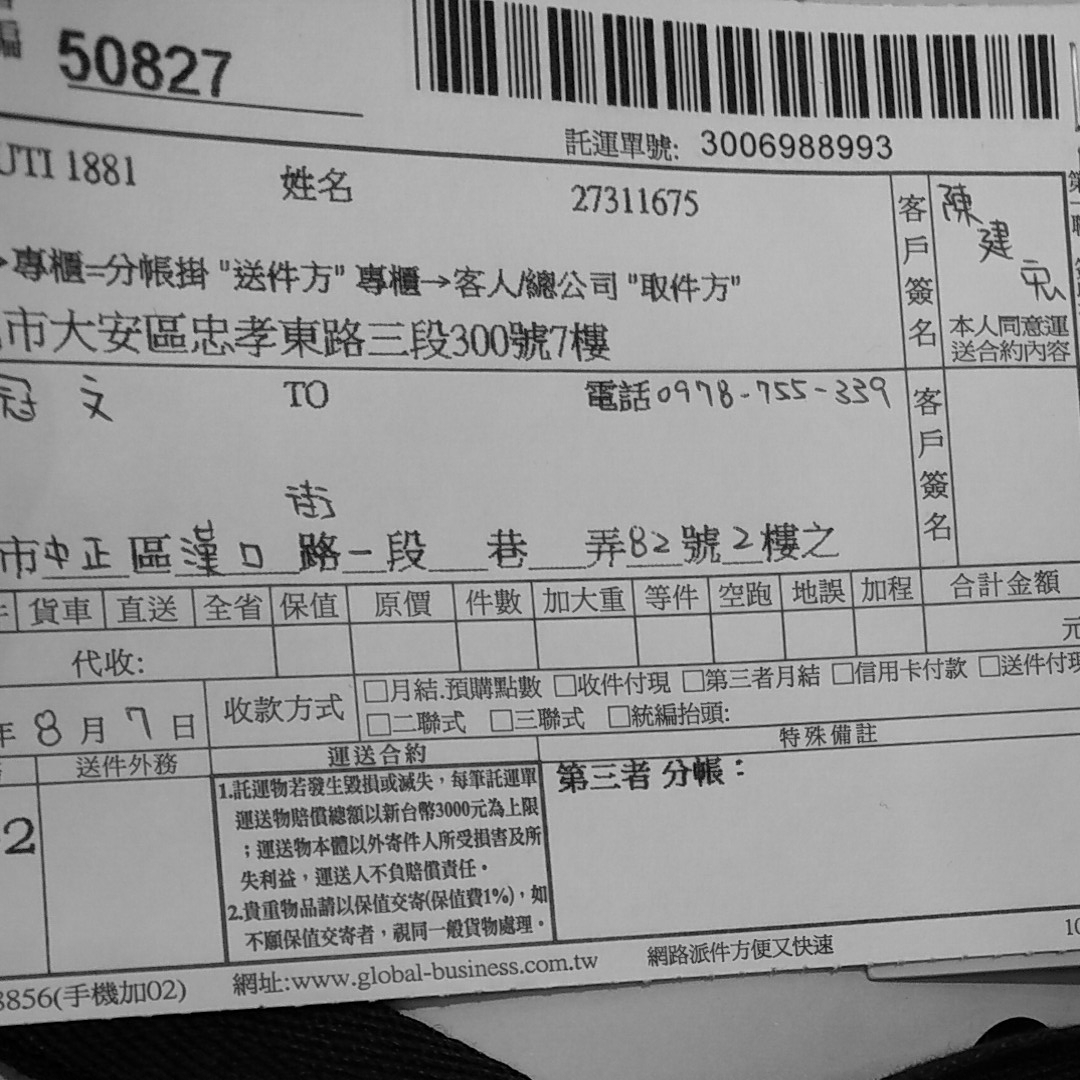 編 50827
託運單號: 3006988993
UTI 1881 姓名 27311675
客戶簽名 陳建宏
→專櫃=分帳掛 "送件方" 專櫃→客人/總公司 "取件方"
市大安區忠孝東路三段300號7樓
本人同意運
送合約內容
冠文 TO 電話0978-755-339
客戶簽名
街
市中正區漢口路一段__巷__弄82號2樓之
件 貨車 直送 全省 保值 原價 件數 加大重 等件 空跑 地誤 加程 合計金額
代收: 元
年8月7日 收款方式 □月結.預購點數 □收件付現 □第三者月結 □信用卡付款 □送件付現
□二聯式 □三聯式 □統編抬頭:
送件外務 運送合約 特殊備註
1.託運物若發生毀損或滅失，每筆託運單
運送物賠償總額以新台幣3000元為上限
；運送物本體以外寄件人所受損害及所
失利益，運送人不負賠償責任。
2.貴重物品請以保值交寄(保值費1%)，如
不願保值交寄者，視同一般貨物處理。
第三者 分帳：
2
8856(手機加02) 網址:www.global-business.com.tw 網路派件方便又快速 10